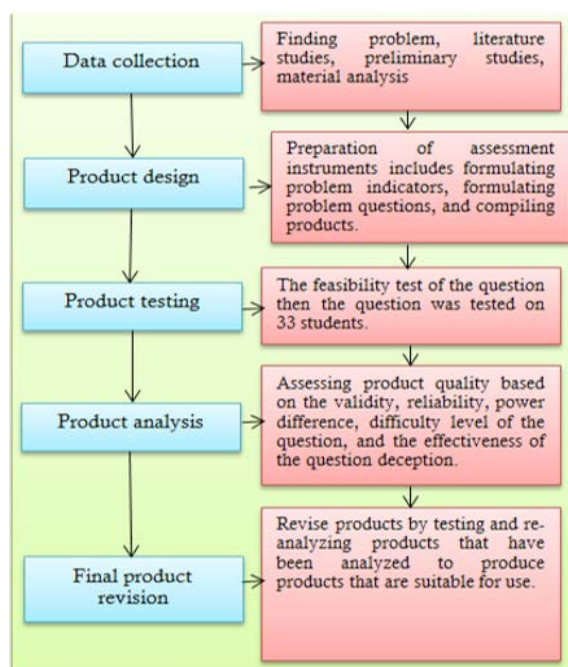 Data collection
Finding problem, literature
studies, preliminary studies,
material analysis
Product design
Preparation of assessment
instruments includes formulating
problem indicators, formulating
problem questions, and compiling
products.
Product testing
The feasibility test of the question
then the question was tested on
33 students.
Product analysis
Assessing product quality based
on the validity, reliability, power
difference, difficulty level of the
question, and the effectiveness of
the question deception.
Final product
revision
Revise products by testing and re-
analyzing products that have
been analyzed to produce
products that are suitable for use.